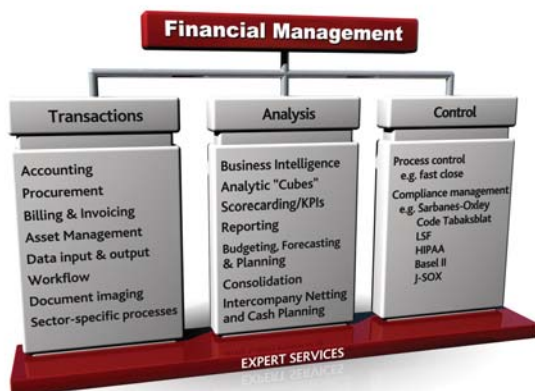 Financial Management
Transactions
Accounting
Procurement
Billing & Invoicing
Asset Management
Data input & output
Workflow
Document imaging
Sector-specific processes
Analysis
Business Intelligence
Analytic "Cubes"
Scorecarding/KPIs
Reporting
Budgeting, Forecasting
& Planning
Consolidation
Intercompany Netting
and Cash Planning
Control
Process control
e.g. fast close
Compliance management
e.g. Sarbanes-Oxley
Code Tabaksblat
LSF
HIPAA
Basel II
J-SOX
EXPERT SERVICES